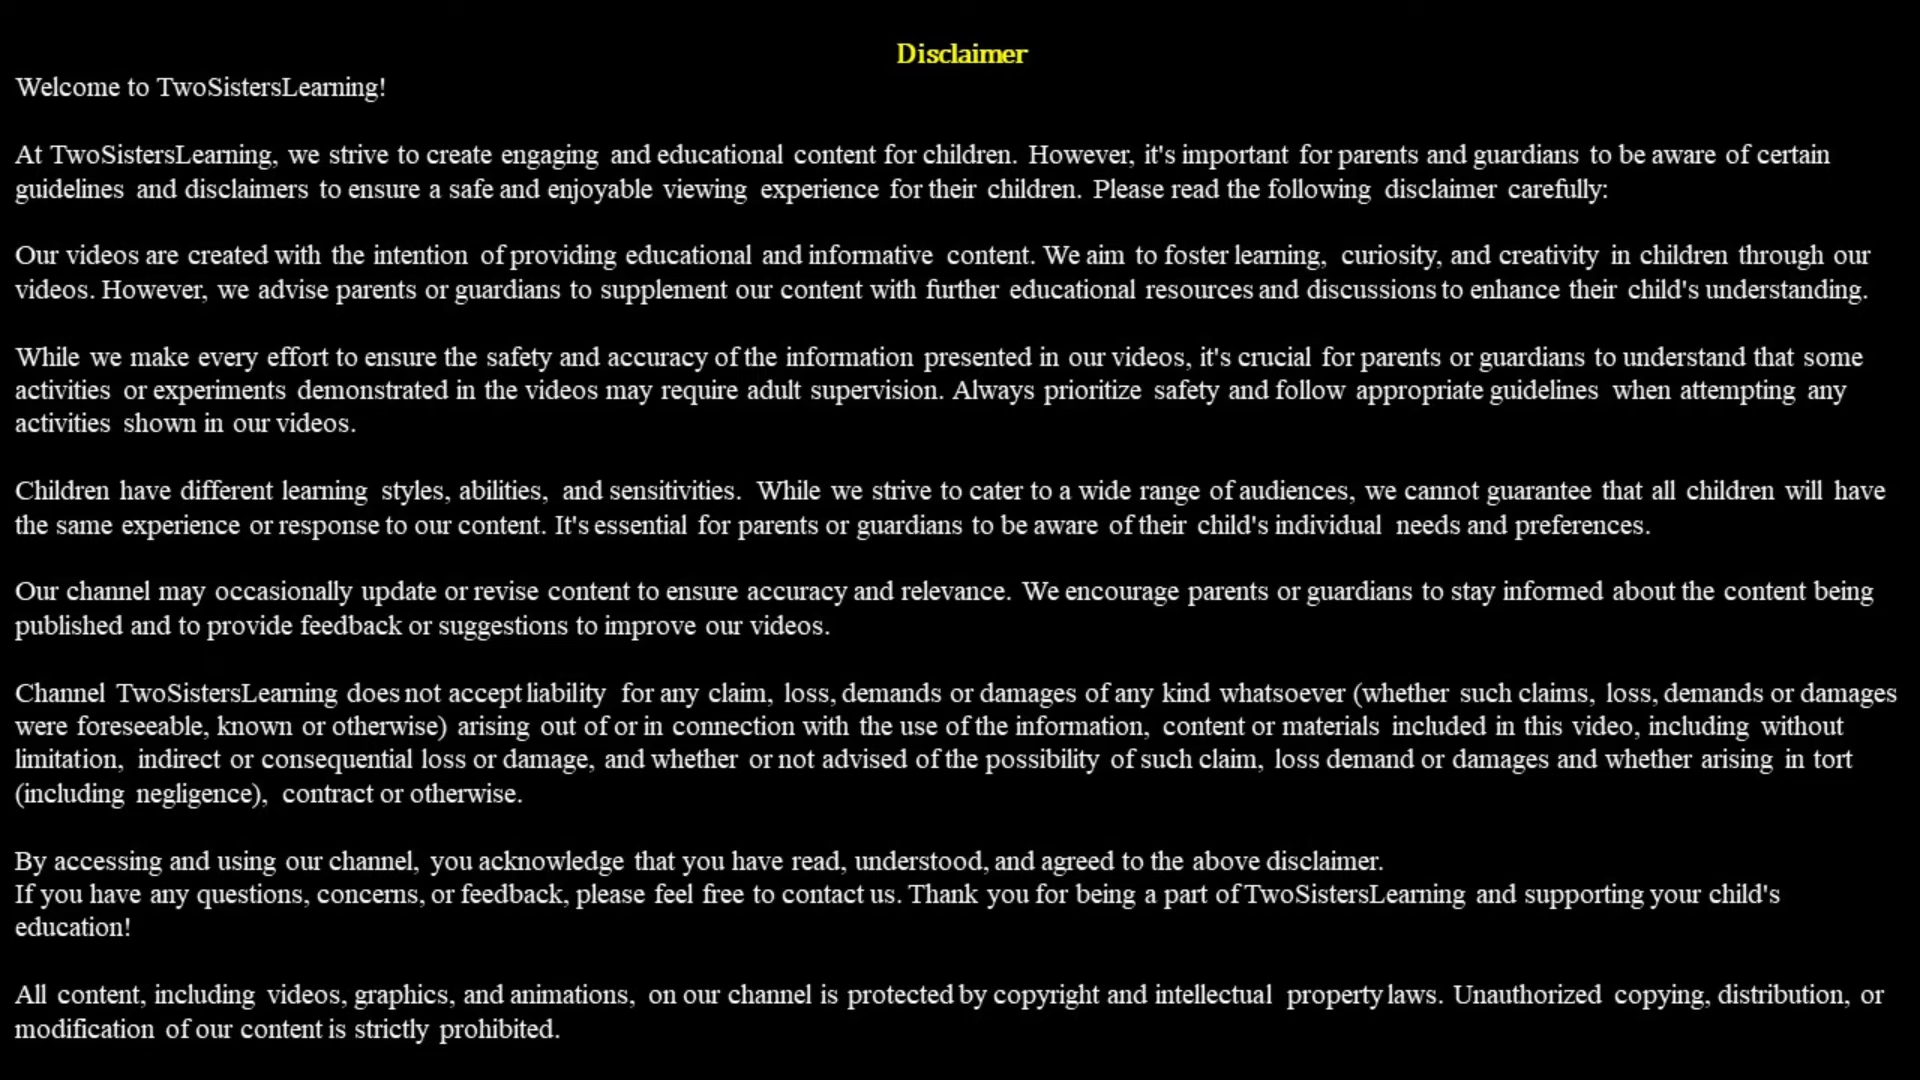 Disclaimer
Welcome to TwoSistersLearning!
At TwoSistersLearning, we strive to create engaging and educational content for children. However, it's important for parents and guardians to be aware of certain
guidelines and disclaimers to ensure a safe and enjoyable viewing experience for their children. Please read the following disclaimer carefully:
Our videos are created with the intention of providing educational and informative content. We aim to foster learning, curiosity, and creativity in children through our
videos. However, we advise parents or guardians to supplement our content with further educational resources and discussions to enhance their child's understanding.
While we make every effort to ensure the safety and accuracy of the information presented in our videos, it's crucial for parents or guardians to understand that some
activities or experiments demonstrated in the videos may require adult supervision. Always prioritize safety and follow appropriate guidelines when attempting any
activities shown in our videos.
Children have different learning styles, abilities, and sensitivities. While we strive to cater to a wide range of audiences, we cannot guarantee that all children will have
the same experience or response to our content. It's essential for parents or guardians to be aware of their child's individual needs and preferences.
Our channel may occasionally update or revise content to ensure accuracy and relevance. We encourage parents or guardians to stay informed about the content being
published and to provide feedback or suggestions to improve our videos.
Channel TwoSistersLearning does not accept liability for any claim, loss, demands or damages of any kind whatsoever (whether such claims, loss, demands or damages
were foreseeable, known or otherwise) arising out of or in connection with the use of the information, content or materials included in this video, including without
limitation, indirect or consequential loss or damage, and whether or not advised of the possibility of such claim, loss demand or damages and whether arising in tort
(including negligence), contract or otherwise.
By accessing and using our channel, you acknowledge that you have read, understood, and agreed to the above disclaimer.
If you have any questions, concerns, or feedback, please feel free to contact us. Thank you for being a part of TwoSistersLearning and supporting your child's
education!
All content, including videos, graphics, and animations, on our channel is protected by copyright and intellectual property laws. Unauthorized copying, distribution, or
modification of our content is strictly prohibited.